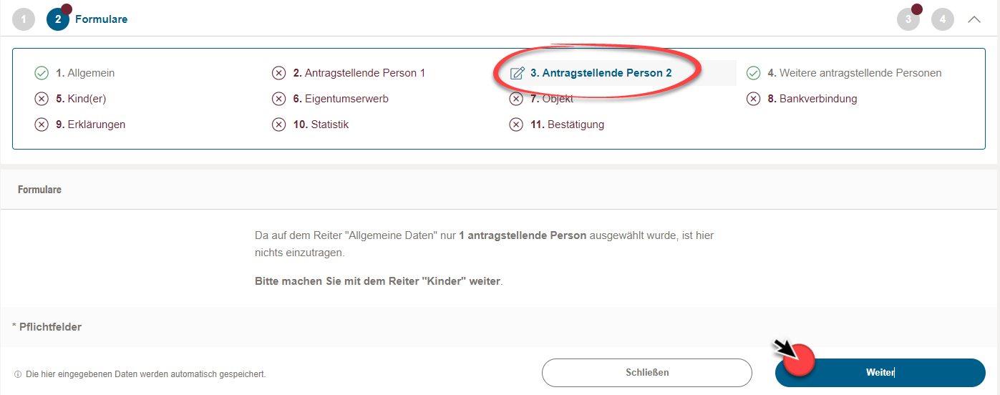 1 2 Formulare 3 4
1. Allgemein 2. Antragstellende Person 1 3. Antragstellende Person 2 4. Weitere antragstellende Personen
5. Kind(er) 6. Eigentumserwerb 7. Objekt 8. Bankverbindung
9. Erklärungen 10. Statistik 11. Bestätigung
Formulare
Da auf dem Reiter "Allgemeine Daten" nur 1 antragstellende Person ausgewählt wurde, ist hier
nichts einzutragen.
Bitte machen Sie mit dem Reiter "Kinder" weiter.
* Pflichtfelder
Die hier eingegebenen Daten werden automatisch gespeichert. Schließen Weiter